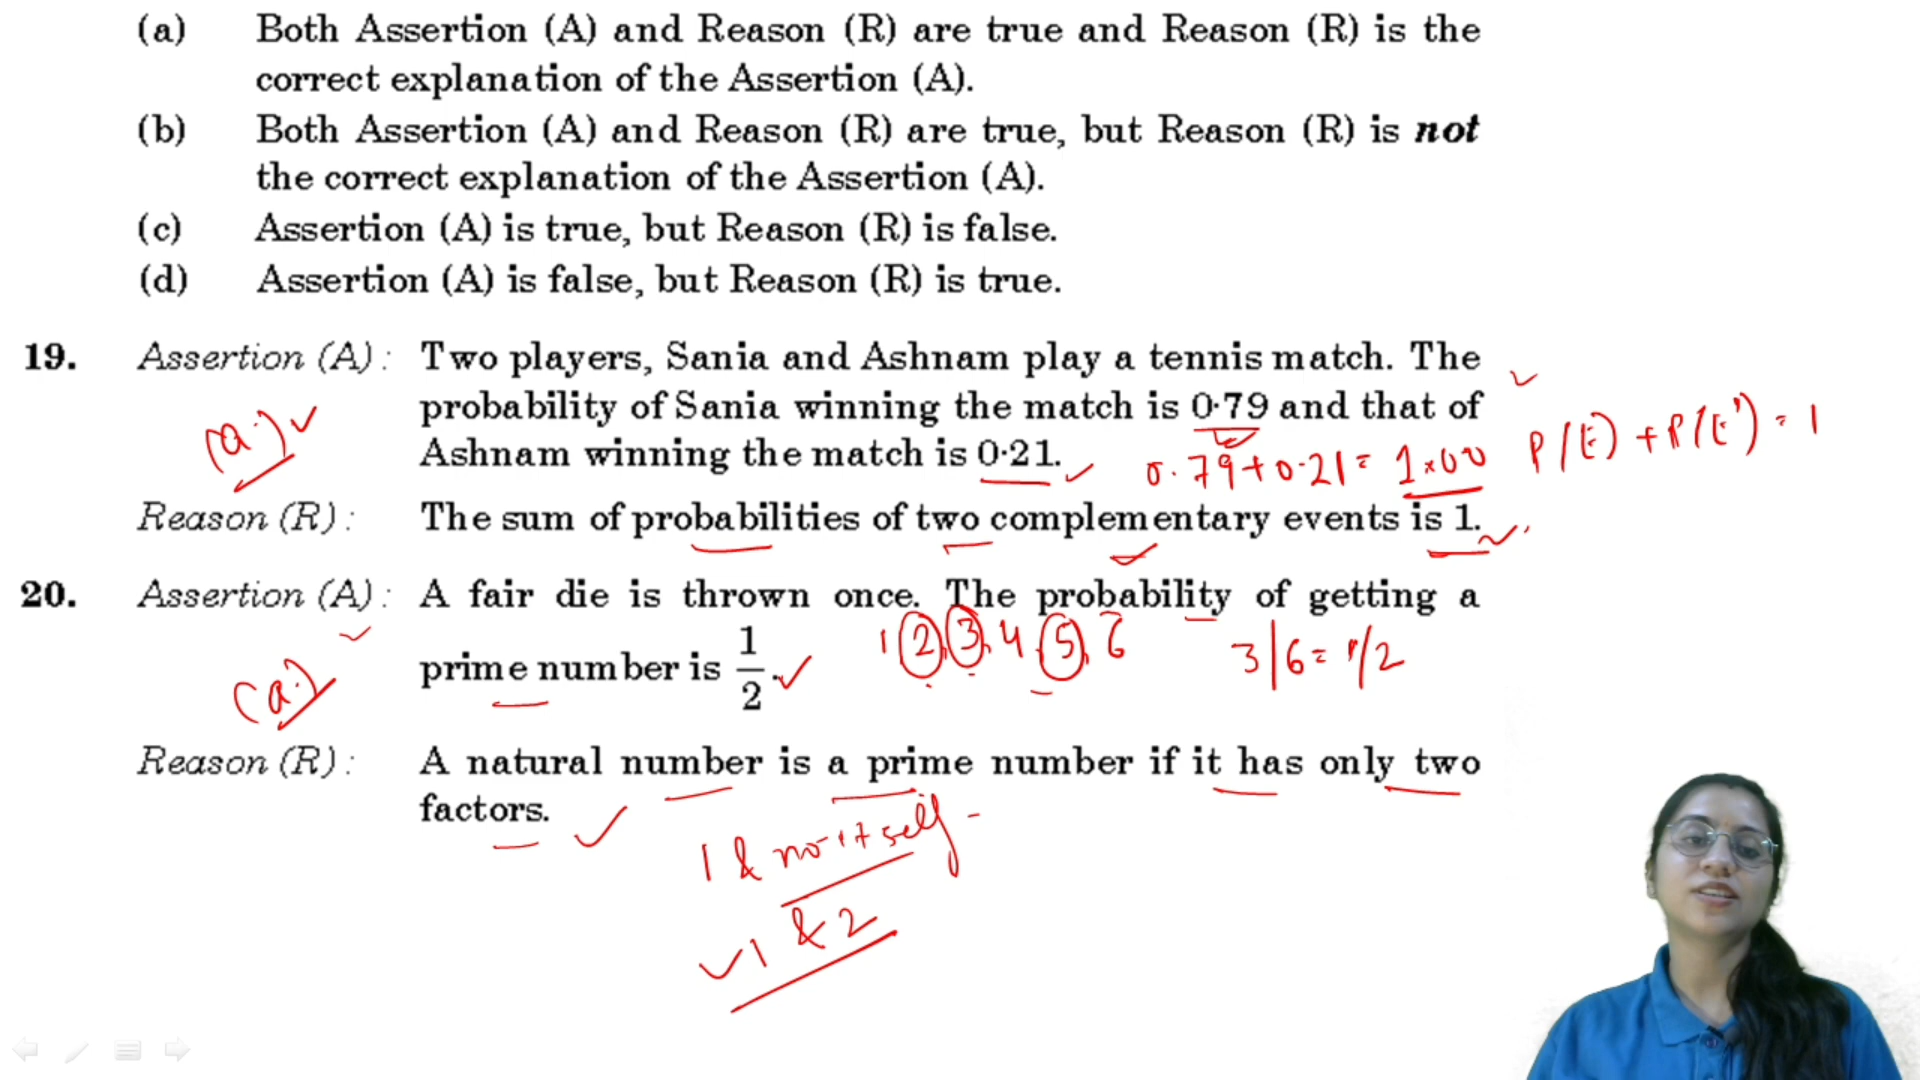 (a) Both Assertion (A) and Reason (R) are true and Reason (R) is the
correct explanation of the Assertion (A).
(b) Both Assertion (A) and Reason (R) are true, but Reason (R) is not
the correct explanation of the Assertion (A).
(c) Assertion (A) is true, but Reason (R) is false.
(d) Assertion (A) is false, but Reason (R) is true.
19. Assertion (A) : Two players, Sania and Ashnam play a tennis match. The
probability of Sania winning the match is 0·79 and that of
(a.) ✓
P(E) + P(E') = 1
Ashnam winning the match is 0·21.
0.79 + 0.21 = 1.00
Reason (R) : The sum of probabilities of two complementary events is 1.
20. Assertion (A) : A fair die is thrown once. The probability of getting a
1, 2, 3, 4, 5, 6
3/6 = 1/2
prime number is 1/2.
(a.)
Reason (R) : A natural number is a prime number if it has only two
factors.
1 & no itself
1 & 2